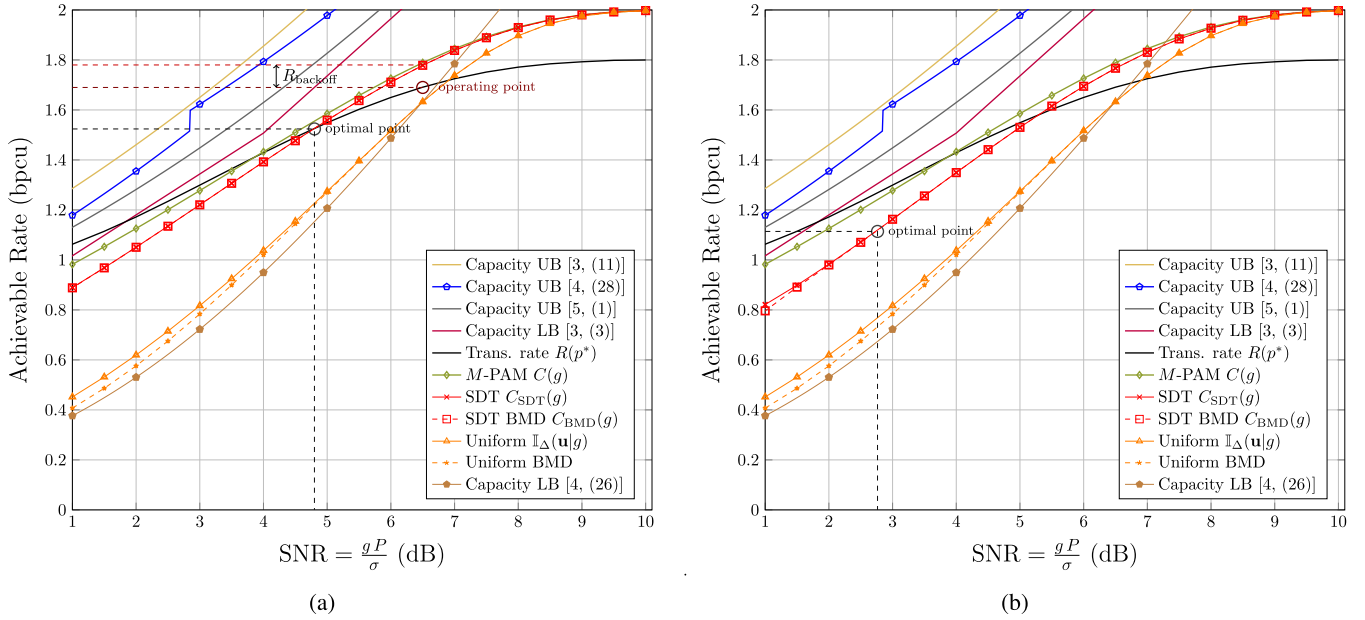 2
1.8
1.6
1.4
1.2
1
0.8
0.6
0.4
0.2
0
Achievable Rate (bpcu)
R_backoff
operating point
optimal point
Capacity UB [3, (11)]
Capacity UB [4, (28)]
Capacity UB [5, (1)]
Capacity LB [3, (3)]
Trans. rate R(p*)
M-PAM C(g)
SDT C_SDT(g)
SDT BMD C_BMD(g)
Uniform 𝕀_Δ(𝐮|g)
Uniform BMD
Capacity LB [4, (26)]
1 2 3 4 5 6 7 8 9 10
SNR = gP/σ (dB)
(a)
2
1.8
1.6
1.4
1.2
1
0.8
0.6
0.4
0.2
0
Achievable Rate (bpcu)
optimal point
Capacity UB [3, (11)]
Capacity UB [4, (28)]
Capacity UB [5, (1)]
Capacity LB [3, (3)]
Trans. rate R(p*)
M-PAM C(g)
SDT C_SDT(g)
SDT BMD C_BMD(g)
Uniform 𝕀_Δ(𝐮|g)
Uniform BMD
Capacity LB [4, (26)]
1 2 3 4 5 6 7 8 9 10
SNR = gP/σ (dB)
.
(b)